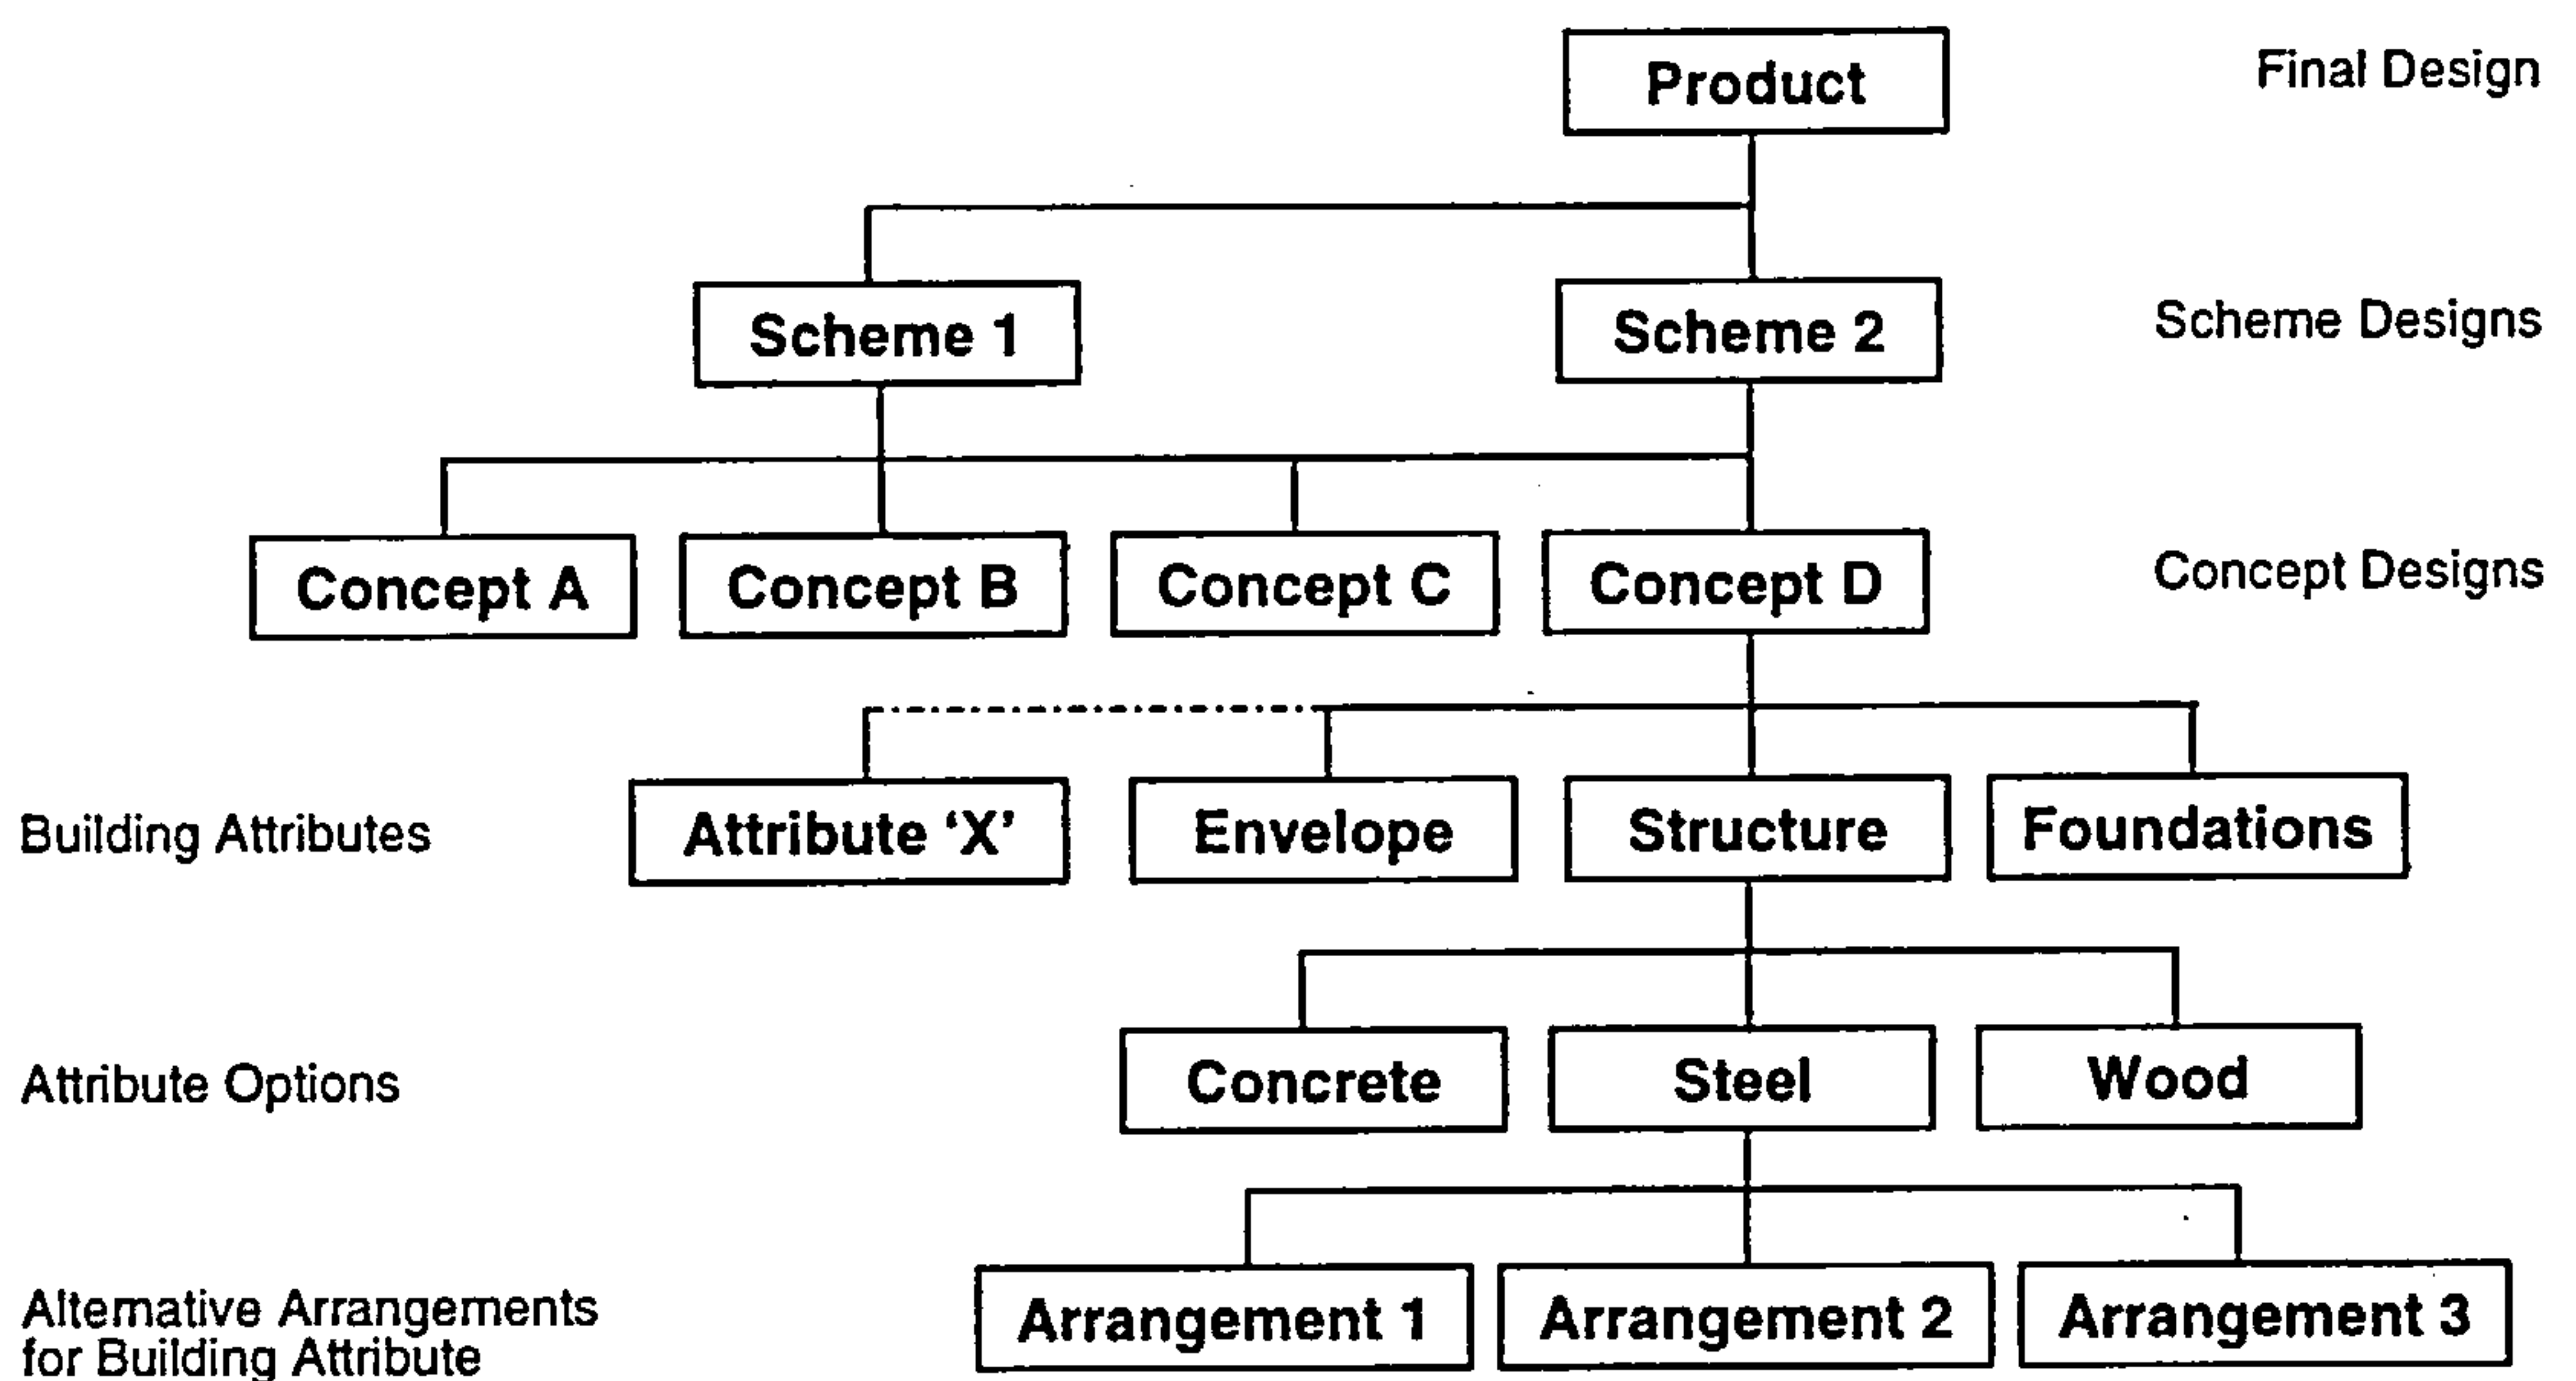 Product
Final Design
Scheme 1
Scheme 2
Scheme Designs
Concept A
Concept B
Concept C
Concept D
Concept Designs
Building Attributes
Attribute ‘X’
Envelope
Structure
Foundations
Attribute Options
Concrete
Steel
Wood
Alternative Arrangements
for Building Attribute
Arrangement 1
Arrangement 2
Arrangement 3